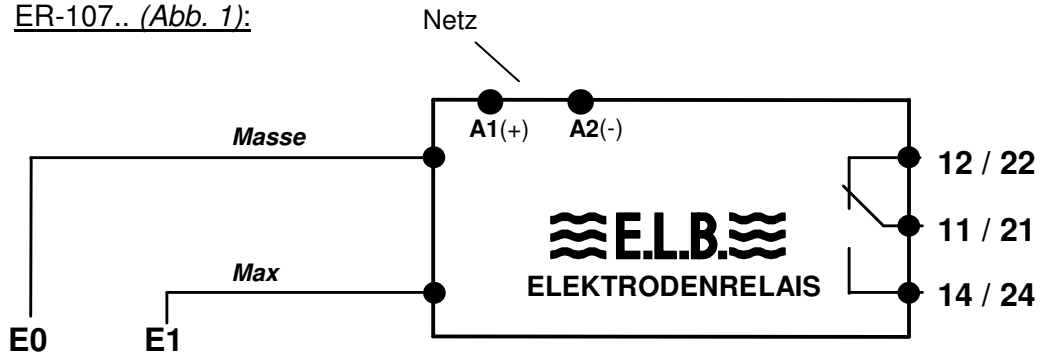 ER-107.. (Abb. 1):
Netz
A1(+) A2(-)
Masse
12 / 22
E.L.B.
11 / 21
Max
ELEKTRODENRELAIS
14 / 24
E0 E1